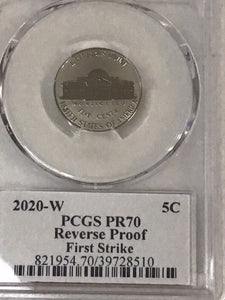 MONTICELLO
FIVE CENTS
UNITED STATES OF AMERICA
2020-W 5C
PCGS PR70
Reverse Proof
First Strike
821954.70/39728510